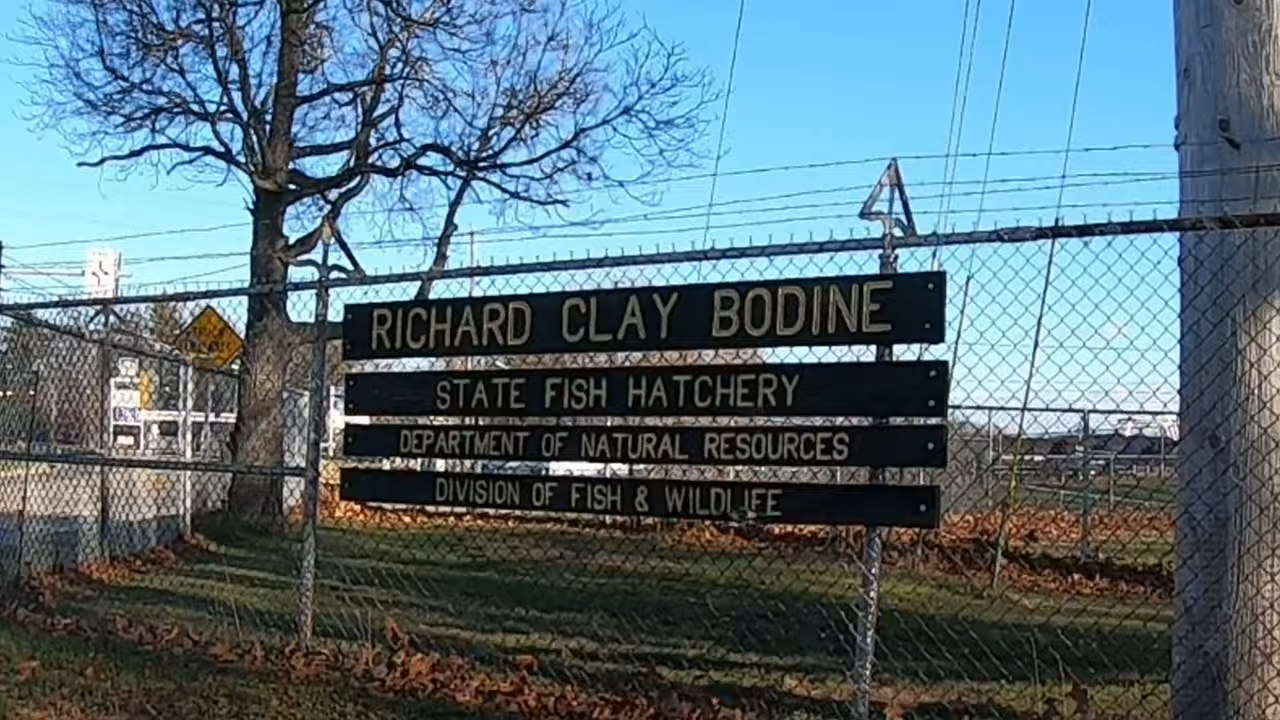 RICHARD CLAY BODINE
STATE FISH HATCHERY
DEPARTMENT OF NATURAL RESOURCES
DIVISION OF FISH & WILDLIFE